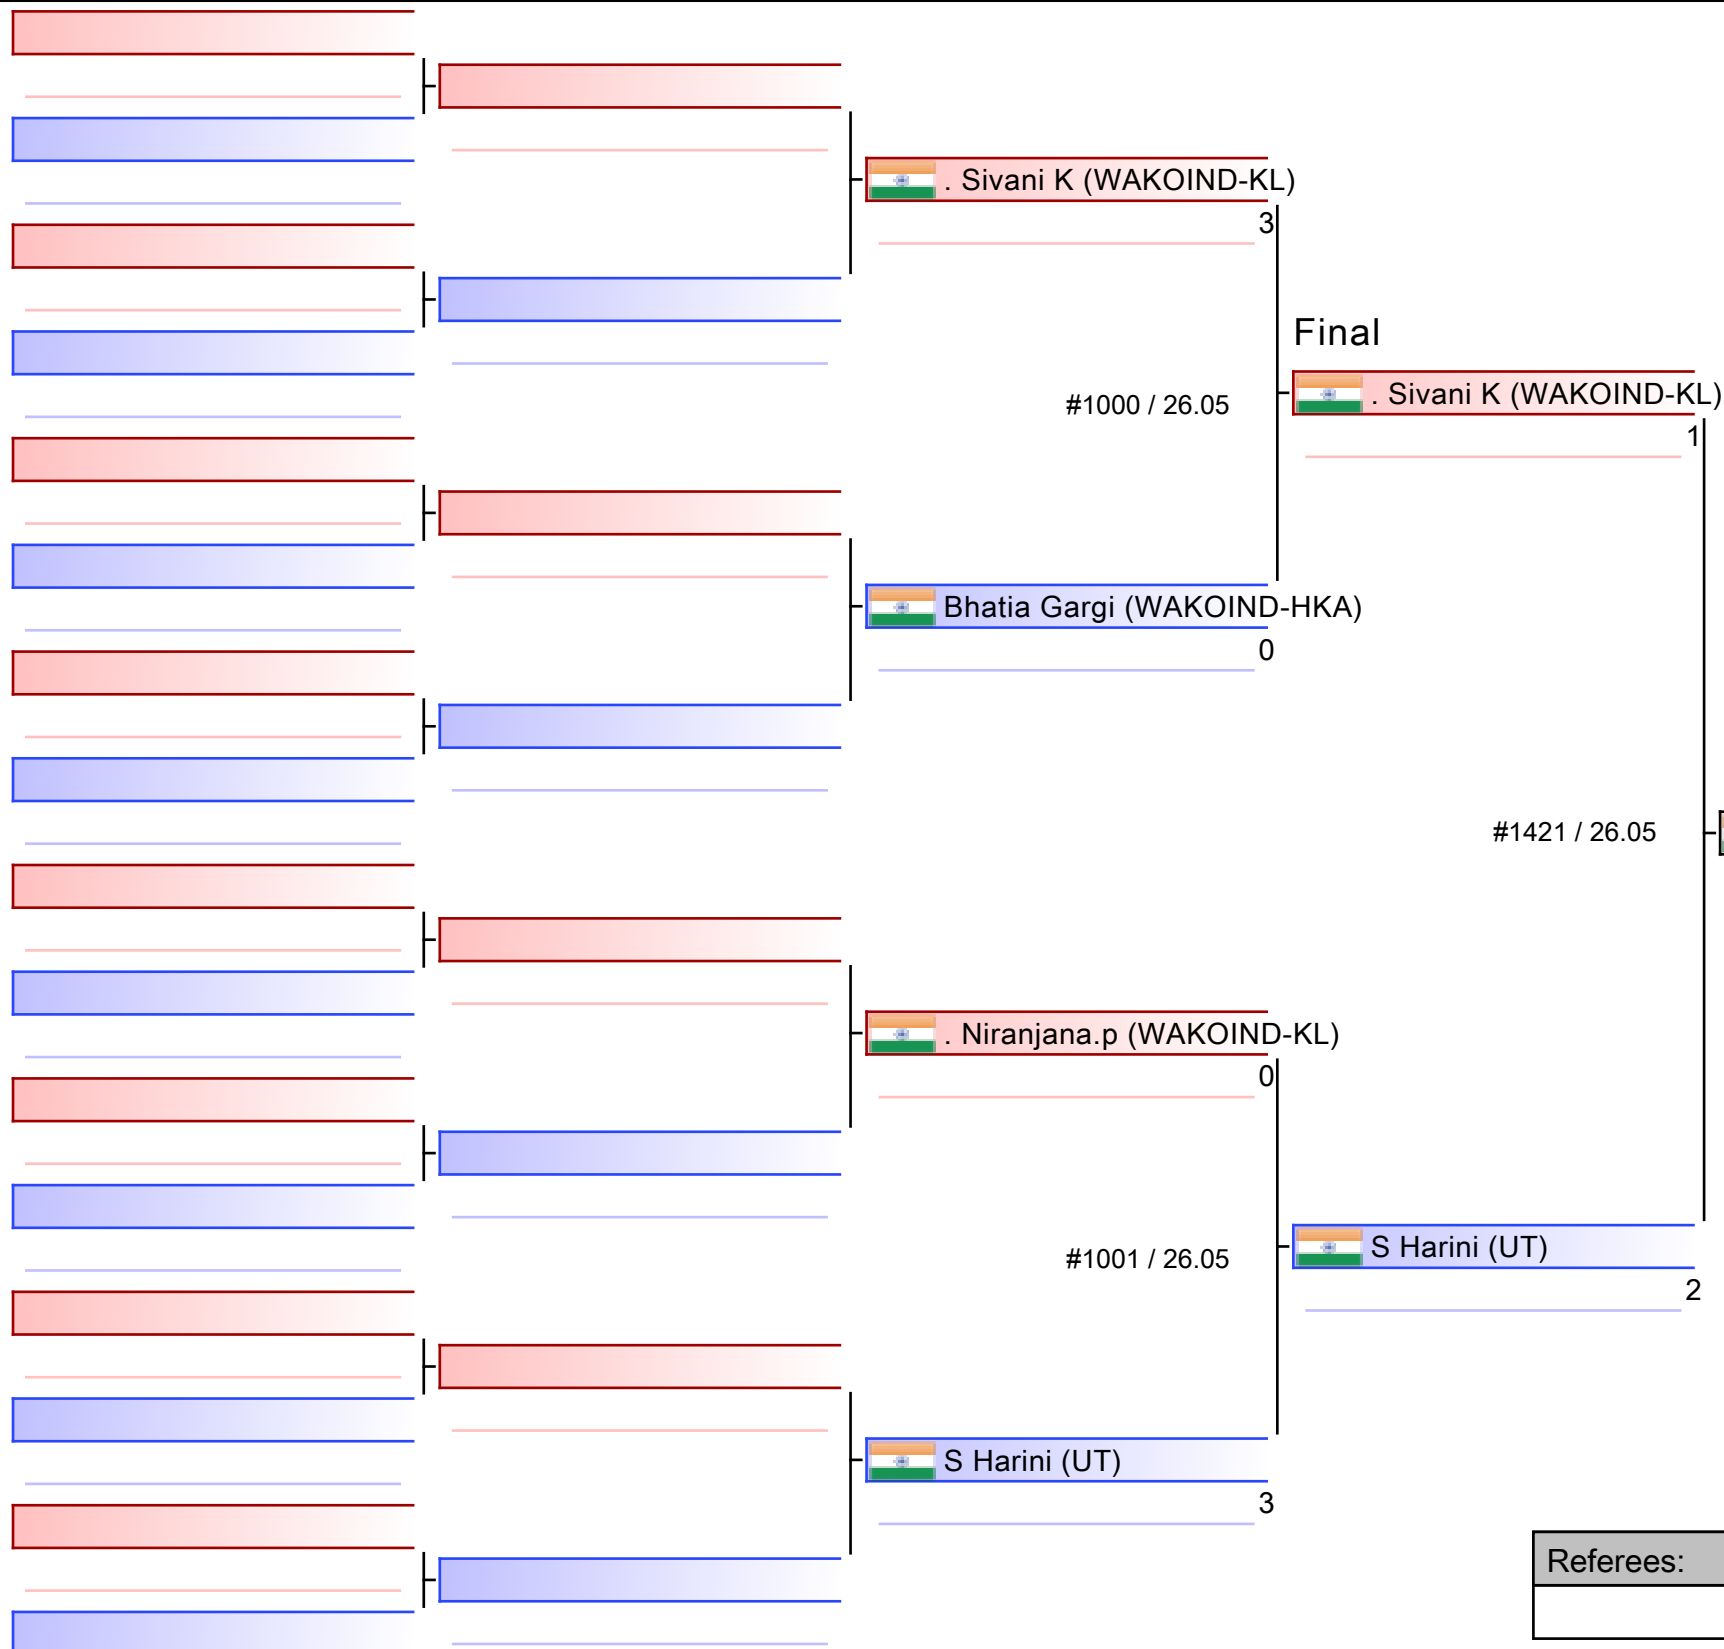 . Sivani K (WAKOIND-KL)
3
Final
#1000 / 26.05
. Sivani K (WAKOIND-KL)
1
Bhatia Gargi (WAKOIND-HKA)
0
#1421 / 26.05
. Niranjana.p (WAKOIND-KL)
0
#1001 / 26.05
S Harini (UT)
2
S Harini (UT)
3
Referees: